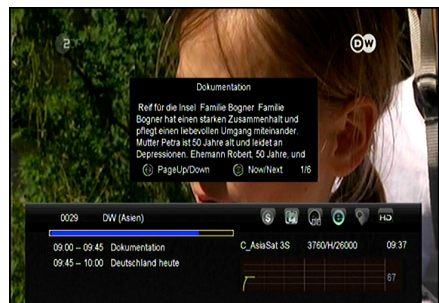 2
DW
Dokumentation
Reif für die Insel Familie Bogner Familie
Bogner hat einen starken Zusammenhalt und
pflegt einen liebevollen Umgang miteinander.
Mutter Petra ist 50 Jahre alt und leidet an
Depressionen. Ehemann Robert, 50 Jahre, und
PageUp/Down Now/Next 1/6
0029 DW (Asien) HD
09:00 -- 09:45 Dokumentation C_AsiaSat 3S 3760/H/26000 09:37
09:45 -- 10:00 Deutschland heute
67